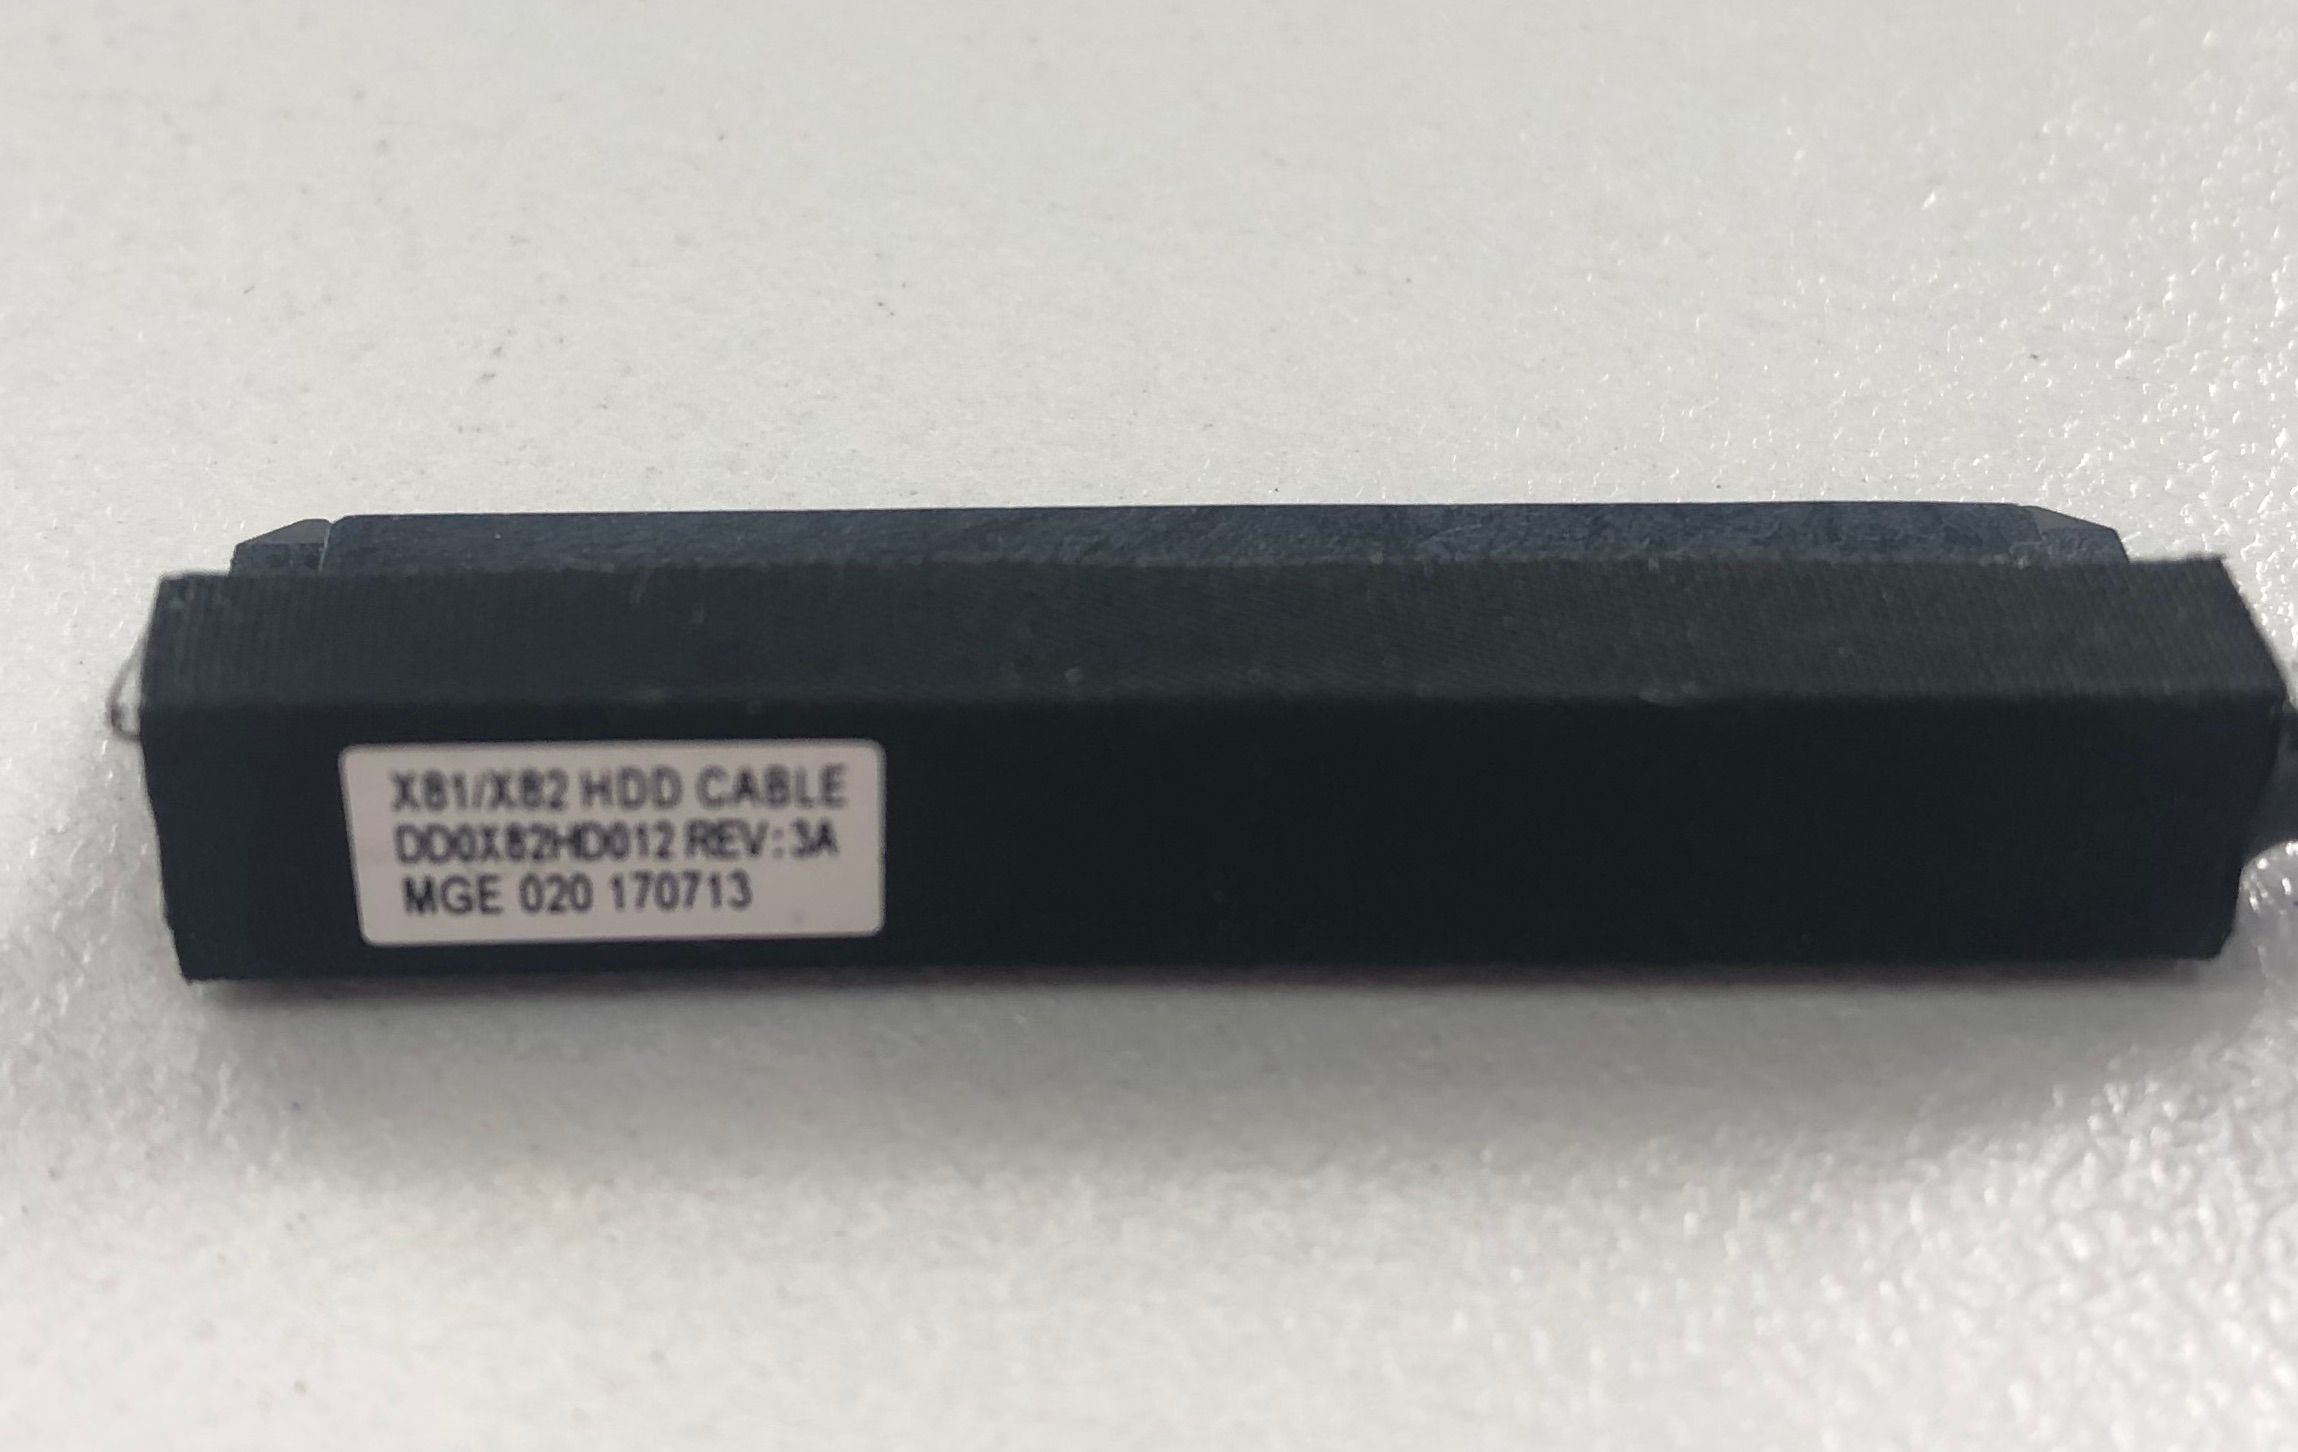 X81/X82 HDD CABLE
DD0X82HD012 REV:3A
MGE 020 170713